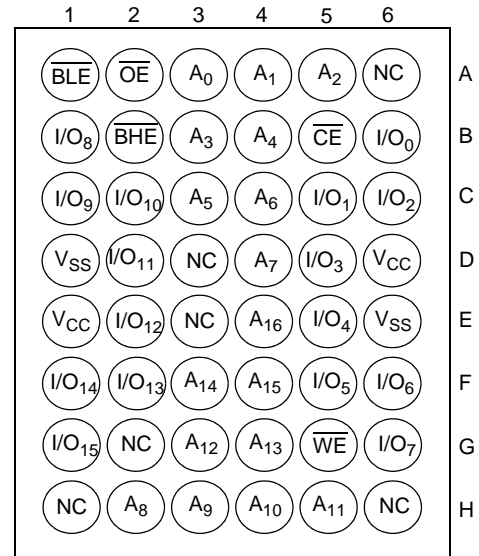 1 2 3 4 5 6
BLE OE A0 A1 A2 NC A
I/O8 BHE A3 A4 CE I/O0 B
I/O9 I/O10 A5 A6 I/O1 I/O2 C
VSS I/O11 NC A7 I/O3 VCC D
VCC I/O12 NC A16 I/O4 VSS E
I/O14 I/O13 A14 A15 I/O5 I/O6 F
I/O15 NC A12 A13 WE I/O7 G
NC A8 A9 A10 A11 NC H